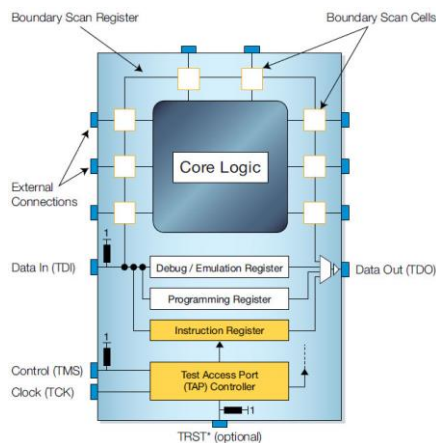 Boundary Scan Register
Boundary Scan Cells
Core Logic
External
Connections
1
Data In (TDI)
Debug / Emulation Register
Data Out (TDO)
Programming Register
Instruction Register
1
Control (TMS)
Test Access Port
(TAP) Controller
Clock (TCK)
1
TRST* (optional)